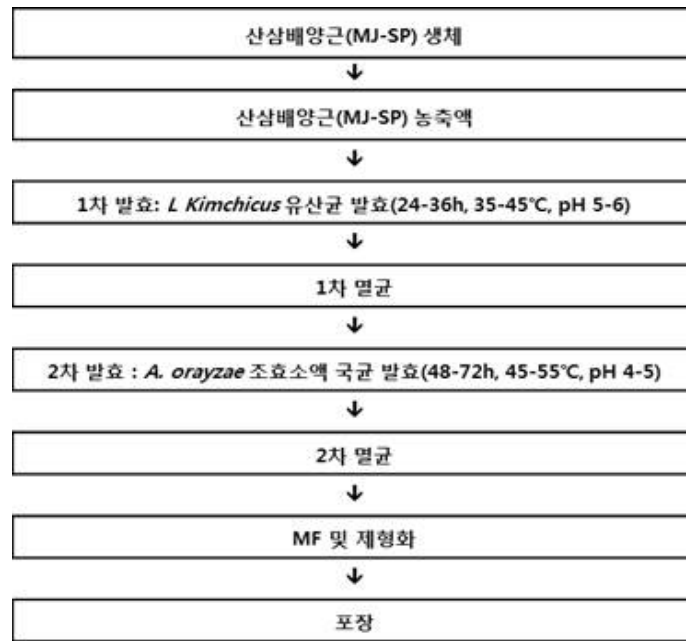 산삼배양근(MJ-SP) 생체
↓
산삼배양근(MJ-SP) 농축액
↓
1차 발효: L Kimchicus 유산균 발효(24-36h, 35-45℃, pH 5-6)
↓
1차 멸균
↓
2차 발효 : A. orayzae 조효소액 국균 발효(48-72h, 45-55℃, pH 4-5)
↓
2차 멸균
↓
MF 및 제형화
↓
포장